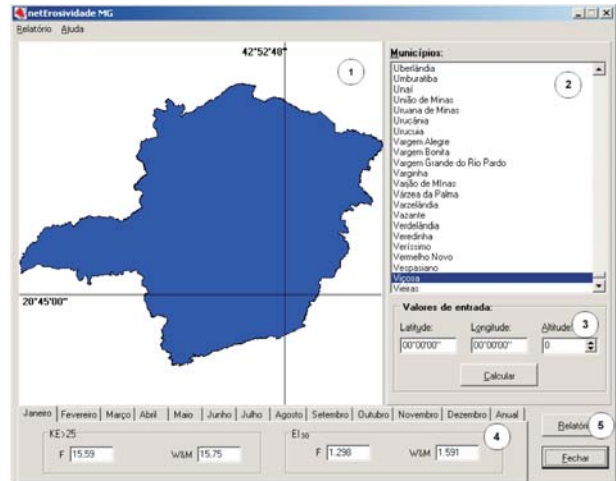 netErosividade MG
Relatório Ajuda
42°52'48"
1
20°45'00"
Municípios:
Uberlândia
Umburatiba
Unaí
União de Minas
Uruana de Minas
Urucânia
Urucuia
Vargem Alegre
Vargem Bonita
Vargem Grande do Rio Pardo
Varginha
Varjão de MInas
Várzea da Palma
Varzelândia
Vazante
Verdelândia
Veredinha
Veríssimo
Vermelho Novo
Vespasiano
Viçosa
Vieiras
2
Valores de entrada:
Latitude: Longitude: Altitude:
00°00'00" 00°00'00" 0
3
Calcular
Janeiro Fevereiro Março Abril Maio Junho Julho Agosto Setembro Outubro Novembro Dezembro Anual
KE>25
F 15,59 W&M 15,75
EI30
F 1.298 W&M 1.591
4
Relatóri
5
Fechar